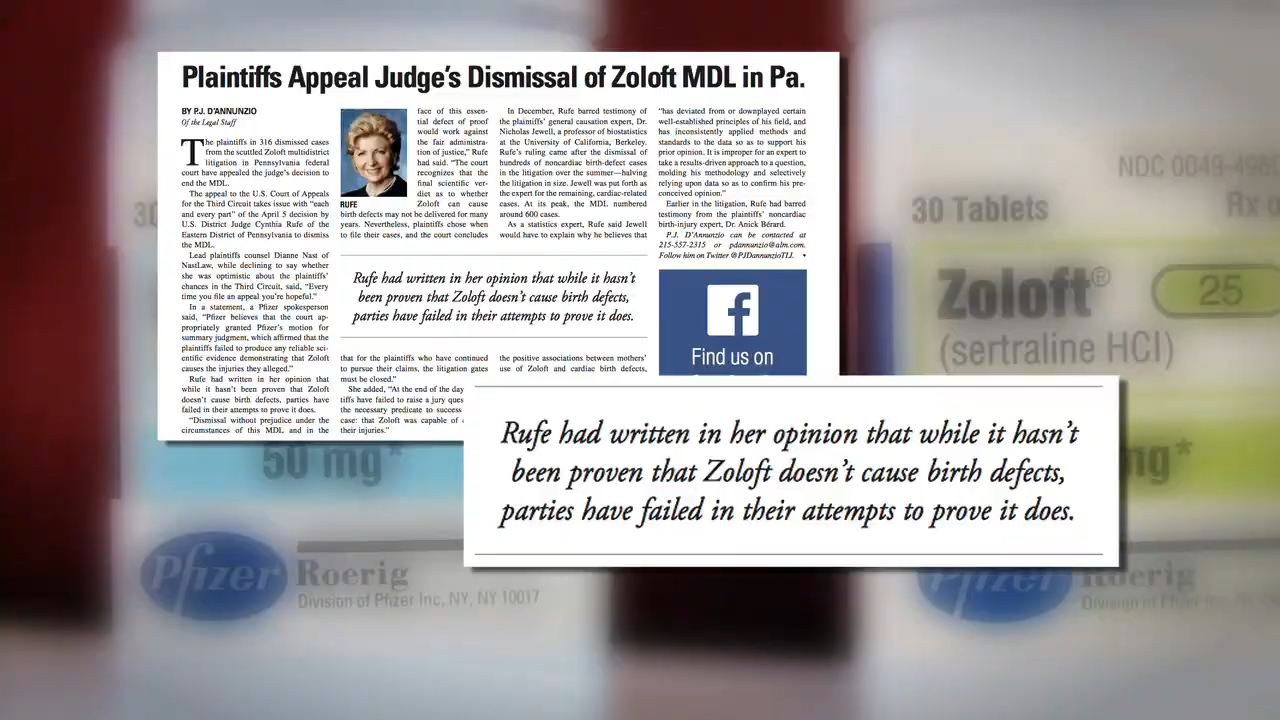 Plaintiffs Appeal Judge's Dismissal of Zoloft MDL in Pa.
BY P.J. D'ANNUNZIO
Of the Legal Staff
The plaintiffs in 316 dismissed cases
from the scuttled Zoloft multidistrict
litigation in Pennsylvania federal
court have appealed the judge's decision to
end the MDL.
The appeal to the U.S. Court of Appeals
for the Third Circuit takes issue with "each
and every part" of the April 5 decision by
U.S. District Judge Cynthia Rufe of the
Eastern District of Pennsylvania to dismiss
the MDL.
Lead plaintiffs counsel Dianne Nast of
NastLaw, while declining to say whether
she was optimistic about the plaintiffs'
chances in the Third Circuit, said, "Every
time you file an appeal you're hopeful."
In a statement, a Pfizer spokesperson
said, "Pfizer believes that the court ap-
propriately granted Pfizer's motion for
summary judgment, which affirmed that the
plaintiffs failed to produce any reliable sci-
entific evidence demonstrating that Zoloft
causes the injuries they alleged."
Rufe had written in her opinion that
while it hasn't been proven that Zoloft
doesn't cause birth defects, parties have
failed in their attempts to prove it does.
"Dismissal without prejudice under the
circumstances of this MDL and in the
RUFE
face of this essen-
tial defect of proof
would work against
the fair administra-
tion of justice," Rufe
had said. "The court
recognizes that the
final scientific ver-
dict as to whether
Zoloft can cause
birth defects may not be delivered for many
years. Nevertheless, plaintiffs chose when
to file their cases, and the court concludes
Rufe had written in her opinion that while it hasn't
been proven that Zoloft doesn't cause birth defects,
parties have failed in their attempts to prove it does.
that for the plaintiffs who have continued
to pursue their claims, the litigation gates
must be closed."
She added, "At the end of the day
tiffs have failed to raise a jury ques
the necessary predicate to success
case: that Zoloft was capable of
their injuries."
In December, Rufe barred testimony of
the plaintiffs' general causation expert, Dr.
Nicholas Jewell, a professor of biostatistics
at the University of California, Berkeley.
Rufe's ruling came after the dismissal of
hundreds of noncardiac birth-defect cases
in the litigation over the summer—halving
the litigation in size. Jewell was put forth as
the expert for the remaining, cardiac-related
cases. At its peak, the MDL numbered
around 600 cases.
As a statistics expert, Rufe said Jewell
would have to explain why he believes that
the positive associations between mothers'
use of Zoloft and cardiac birth defects,
"has deviated from or downplayed certain
well-established principles of his field, and
has inconsistently applied methods and
standards to the data so as to support his
prior opinion. It is improper for an expert to
take a results-driven approach to a question,
molding his methodology and selectively
relying upon data so as to confirm his pre-
conceived opinion."
Earlier in the litigation, Rufe had barred
testimony from the plaintiffs' noncardiac
birth-injury expert, Dr. Anick Bérard.
P.J. D'Annunzio can be contacted at
215-557-2315 or pdannunzio@alm.com.
Follow him on Twitter @PJDannunzioTLI. •
Find us on
Rufe had written in her opinion that while it hasn't
been proven that Zoloft doesn't cause birth defects,
parties have failed in their attempts to prove it does.
30
50 mg*
Pfizer
Roerig
Division of Pfizer Inc, NY, NY 10017
NDC 0049-496
30 Tablets
Rx o
Zoloft®
25
(sertraline HCl)
mg*
Pfizer
Roerig
Division of Pfizer Inc, NY, NY